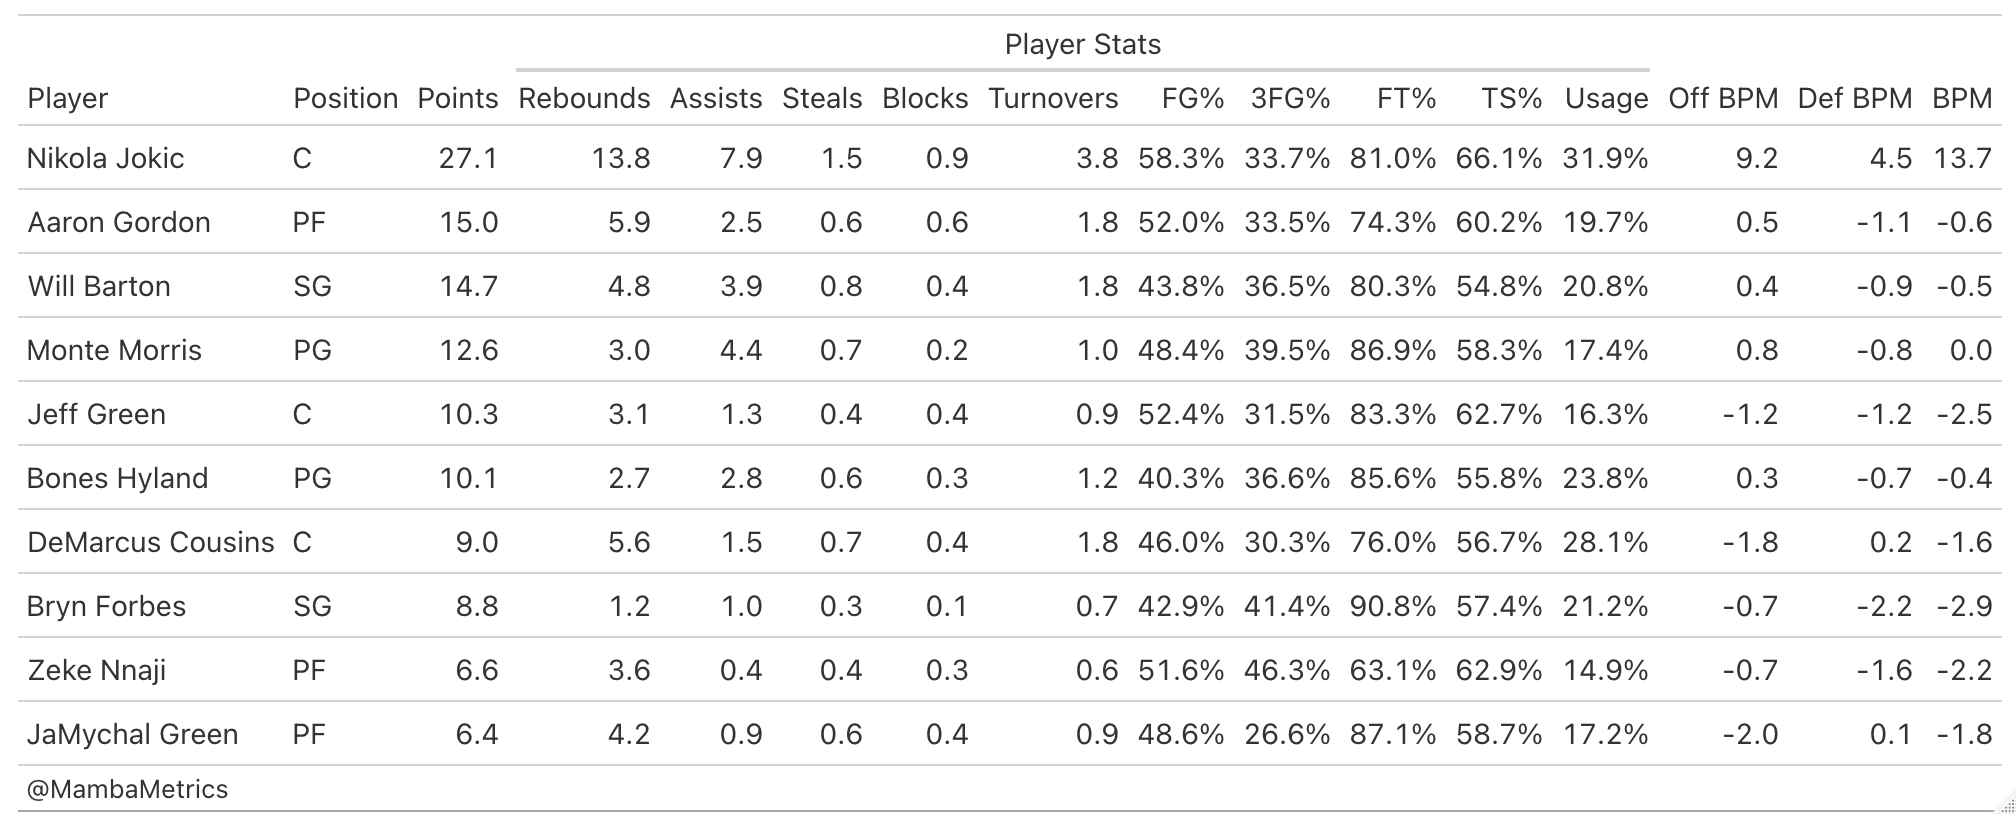 Player Stats
Player Position Points Rebounds Assists Steals Blocks Turnovers FG% 3FG% FT% TS% Usage Off BPM Def BPM BPM
Nikola Jokic C 27.1 13.8 7.9 1.5 0.9 3.8 58.3% 33.7% 81.0% 66.1% 31.9% 9.2 4.5 13.7
Aaron Gordon PF 15.0 5.9 2.5 0.6 0.6 1.8 52.0% 33.5% 74.3% 60.2% 19.7% 0.5 -1.1 -0.6
Will Barton SG 14.7 4.8 3.9 0.8 0.4 1.8 43.8% 36.5% 80.3% 54.8% 20.8% 0.4 -0.9 -0.5
Monte Morris PG 12.6 3.0 4.4 0.7 0.2 1.0 48.4% 39.5% 86.9% 58.3% 17.4% 0.8 -0.8 0.0
Jeff Green C 10.3 3.1 1.3 0.4 0.4 0.9 52.4% 31.5% 83.3% 62.7% 16.3% -1.2 -1.2 -2.5
Bones Hyland PG 10.1 2.7 2.8 0.6 0.3 1.2 40.3% 36.6% 85.6% 55.8% 23.8% 0.3 -0.7 -0.4
DeMarcus Cousins C 9.0 5.6 1.5 0.7 0.4 1.8 46.0% 30.3% 76.0% 56.7% 28.1% -1.8 0.2 -1.6
Bryn Forbes SG 8.8 1.2 1.0 0.3 0.1 0.7 42.9% 41.4% 90.8% 57.4% 21.2% -0.7 -2.2 -2.9
Zeke Nnaji PF 6.6 3.6 0.4 0.4 0.3 0.6 51.6% 46.3% 63.1% 62.9% 14.9% -0.7 -1.6 -2.2
JaMychal Green PF 6.4 4.2 0.9 0.6 0.4 0.9 48.6% 26.6% 87.1% 58.7% 17.2% -2.0 0.1 -1.8
@MambaMetrics